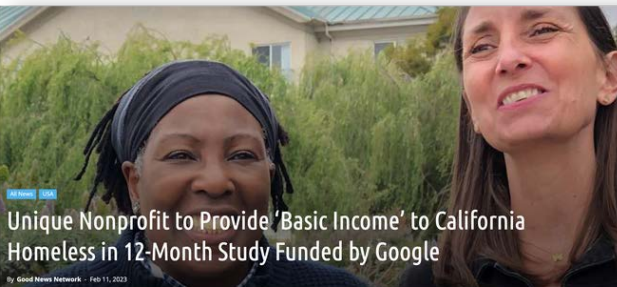 All News USA
Unique Nonprofit to Provide ‘Basic Income’ to California
Homeless in 12-Month Study Funded by Google
By Good News Network - Feb 11, 2023